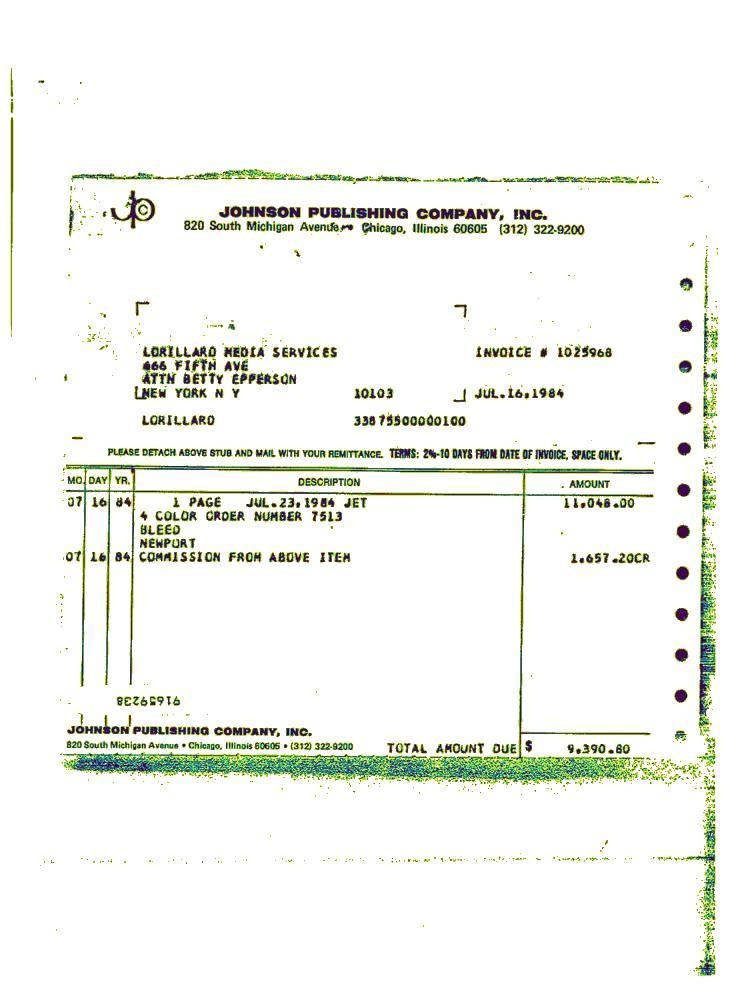 JPC
JOHNSON PUBLISHING COMPANY, INC.
820 South Michigan Avenue Chicago, Illinois 60605 (312) 322-9200
LORILLARD MEDIA SERVICES INVOICE # 1025968
666 FIFTH AVE
ATTN BETTY EPPERSON
NEW YORK N Y 10103 JUL.16,1984
LORILLARD 33875500000100
PLEASE DETACH ABOVE STUB AND MAIL WITH YOUR REMITTANCE. TERMS: 2%-10 DAYS FROM DATE OF INVOICE, SPACE ONLY.
MO. DAY YR. DESCRIPTION AMOUNT
07 16 84 1 PAGE JUL.23,1984 JET 11,048.00
4 COLOR ORDER NUMBER 7513
BLEED
NEWPORT
07 16 84 COMMISSION FROM ABOVE ITEM 1,657.20CR
91659238
JOHNSON PUBLISHING COMPANY, INC.
820 South Michigan Avenue • Chicago, Illinois 60605 • (312) 322-9200 TOTAL AMOUNT DUE $ 9,390.80